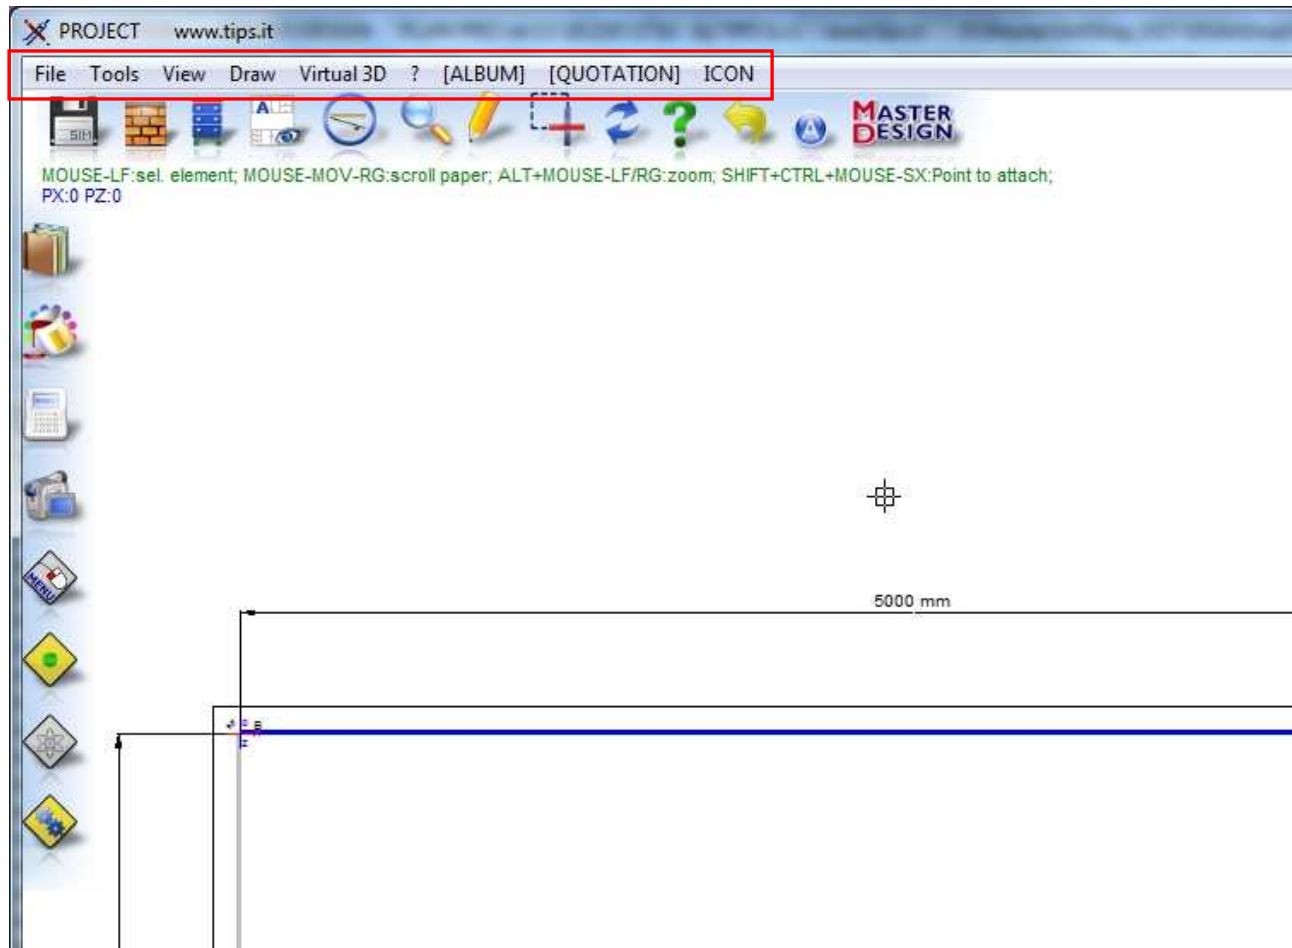 PROJECT www.tips.it
File Tools View Draw Virtual 3D ? [ALBUM] [QUOTATION] ICON
SIM
A
?
A
MASTER
DESIGN
MOUSE-LF:sel. element; MOUSE-MOV-RG:scroll paper; ALT+MOUSE-LF/RG:zoom; SHIFT+CTRL+MOUSE-SX:Point to attach;
PX:0 PZ:0
MENU
5000 mm
B